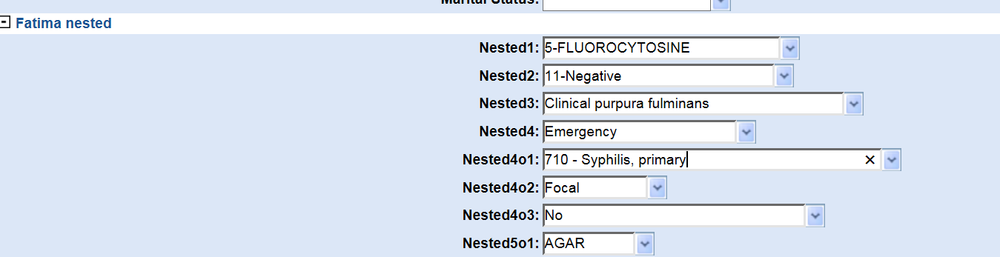 Marital Status:
Fatima nested
Nested1: 5-FLUOROCYTOSINE
Nested2: 11-Negative
Nested3: Clinical purpura fulminans
Nested4: Emergency
Nested4o1: 710 - Syphilis, primary
Nested4o2: Focal
Nested4o3: No
Nested5o1: AGAR